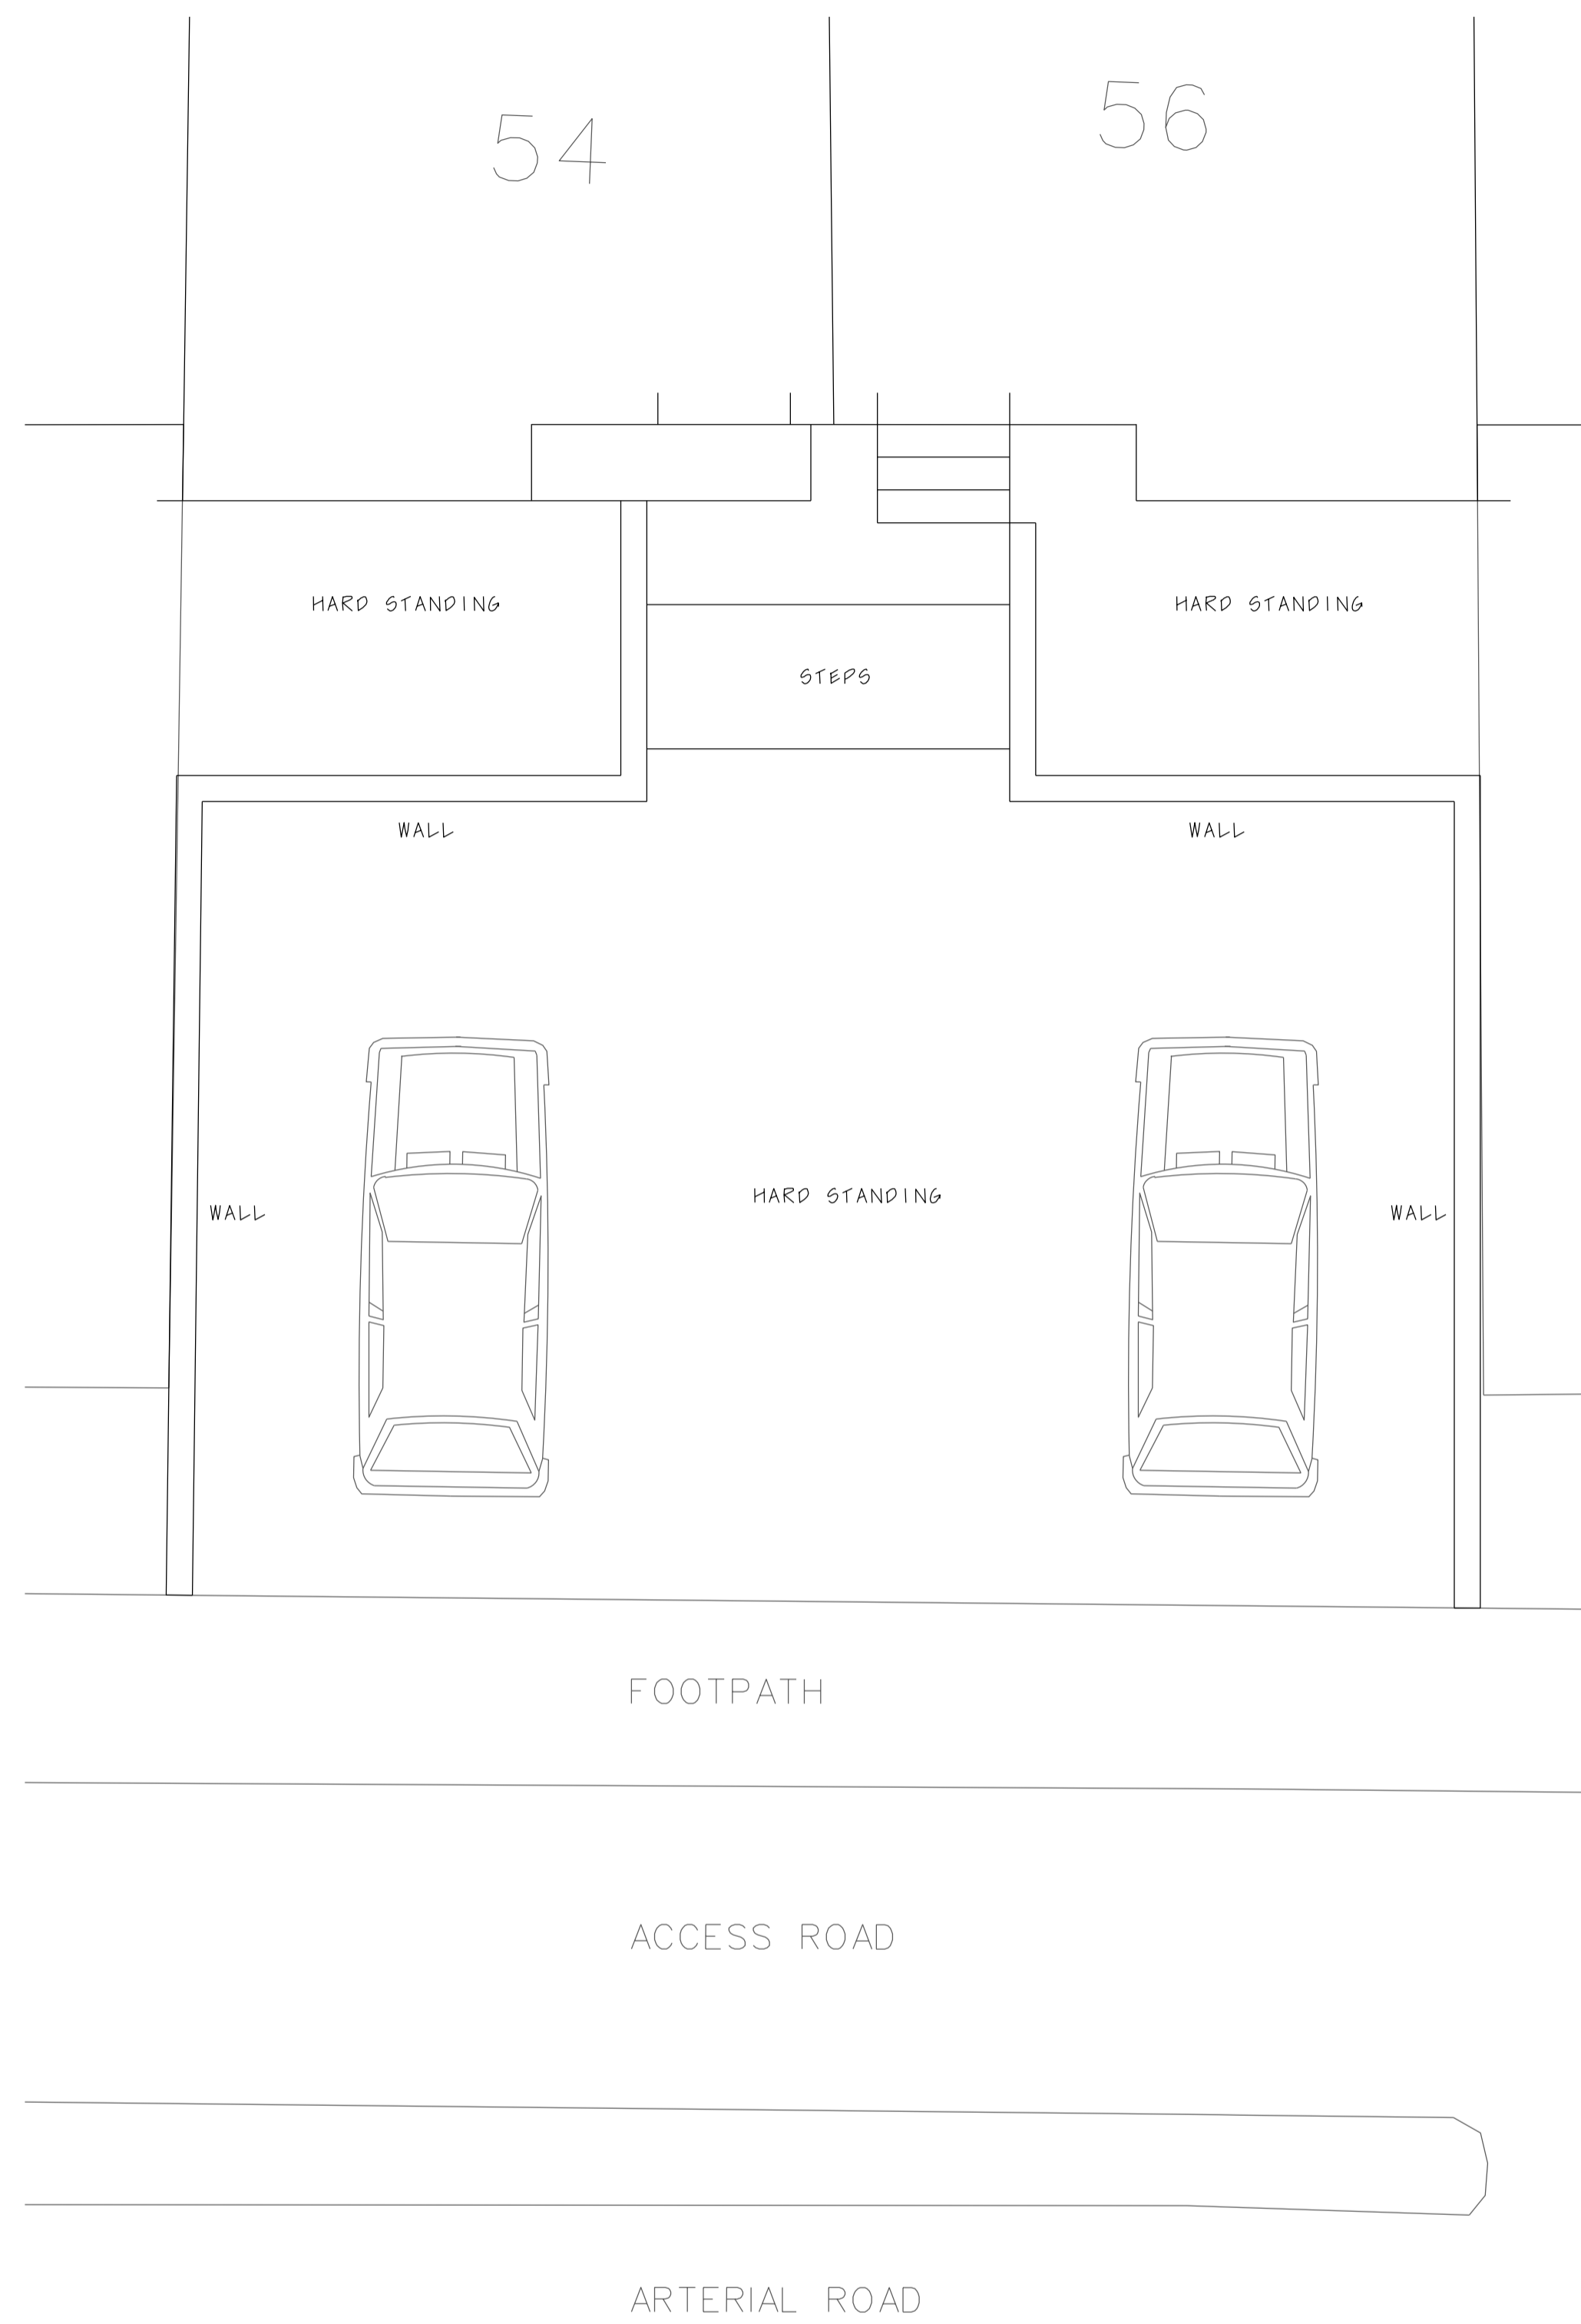 54
56
HARD STANDING
HARD STANDING
STEPS
WALL
WALL
HARD STANDING
WALL
WALL
FOOTPATH
ACCESS ROAD
ARTERIAL ROAD